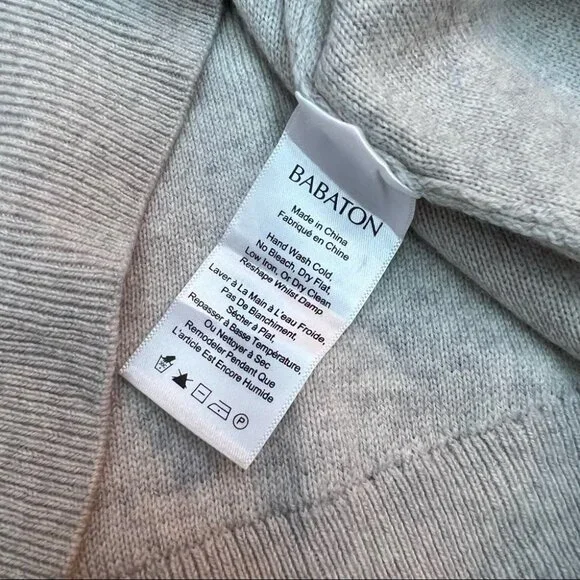 BABATON
Made in China
Fabriqué en Chine
Hand Wash Cold,
No Bleach, Dry Flat,
Low Iron, Or Dry Clean
Reshape Whilst Damp
Laver à La Main à L'eau Froide,
Pas De Blanchiment,
Sécher à Plat,
Repasser à Basse Température,
Ou Nettoyer à Sec
Remodeler Pendant Que
L'article Est Encore Humide
P